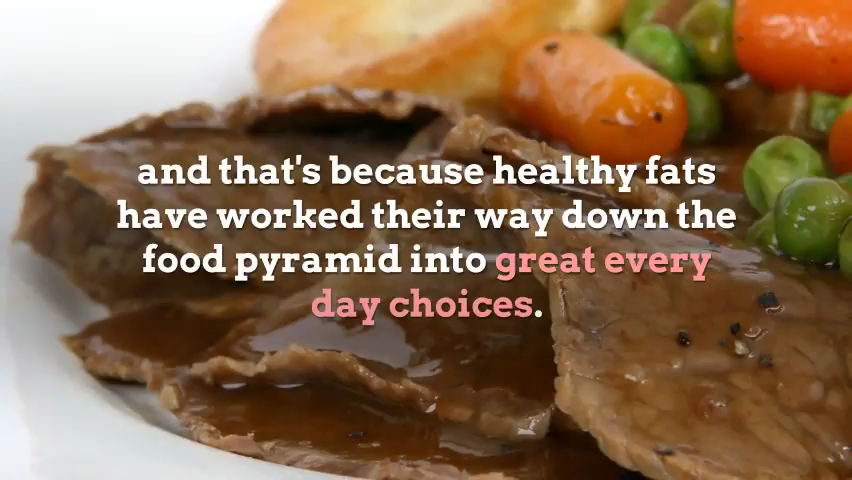 and that's because healthy fats
have worked their way down the
food pyramid into great every
day choices.